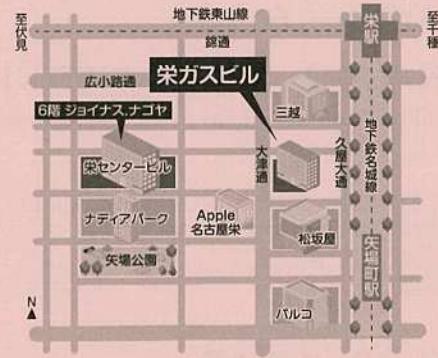 地下鉄東山線
錦通
至伏見
栄駅
至千種
広小路通
栄ガスビル
三越
6階 ジョイナス.ナゴヤ
栄センタービル
大津通
久屋大通
地下鉄名城線
ナディアパーク
Apple
名古屋栄
松坂屋
矢場公園
矢場町駅
パルコ
N